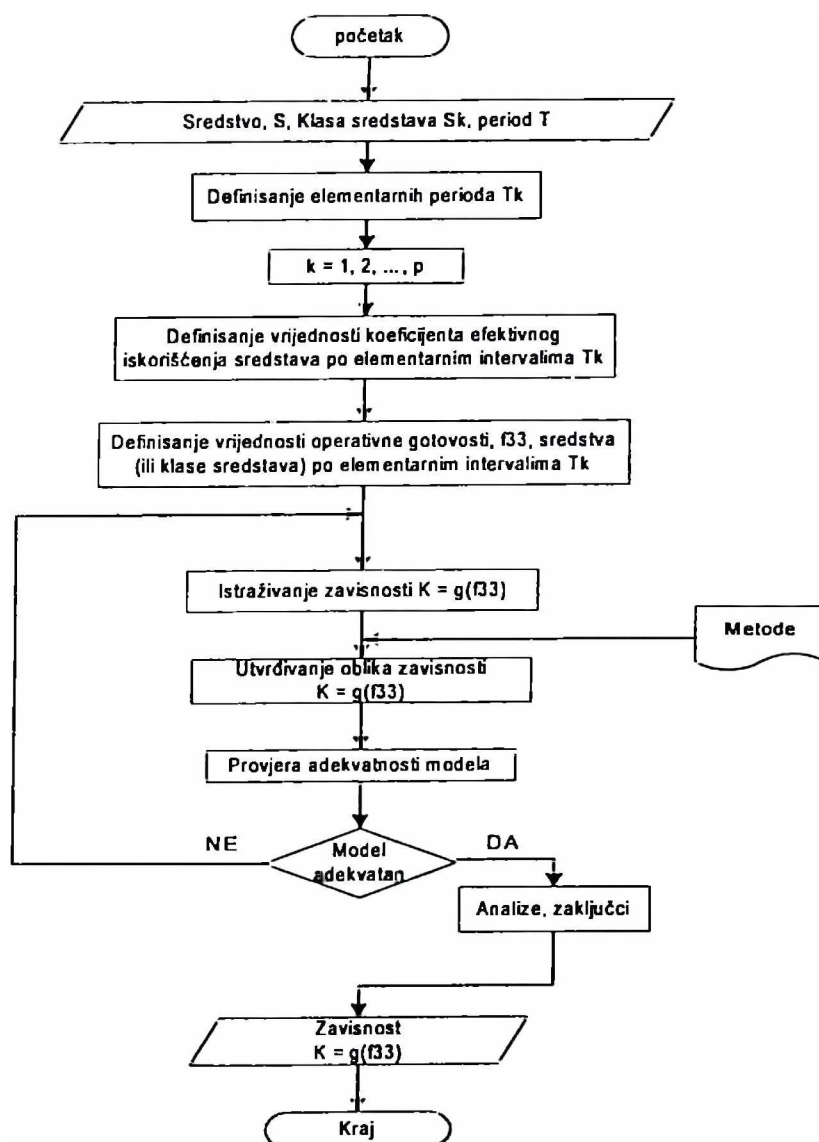 početak
Sredstvo, S, Klasa sredstava Sk, period T
Definisanje elementarnih perioda Tk
k = 1, 2, ..., p
Definisanje vrijednosti koeficijenta efektivnog
iskorišćenja sredstava po elementarnim intervalima Tk
Definisanje vrijednosti operativne gotovosti, f33, sredstva
(ili klase sredstava) po elementarnim intervalima Tk
Istraživanje zavisnosti K = g(f33)
Metode
Utvrđivanje oblika zavisnosti
K = g(f33)
Provjera adekvatnosti modela
NE
Model
adekvatan
DA
Analize, zaključci
Zavisnost
K = g(f33)
Kraj